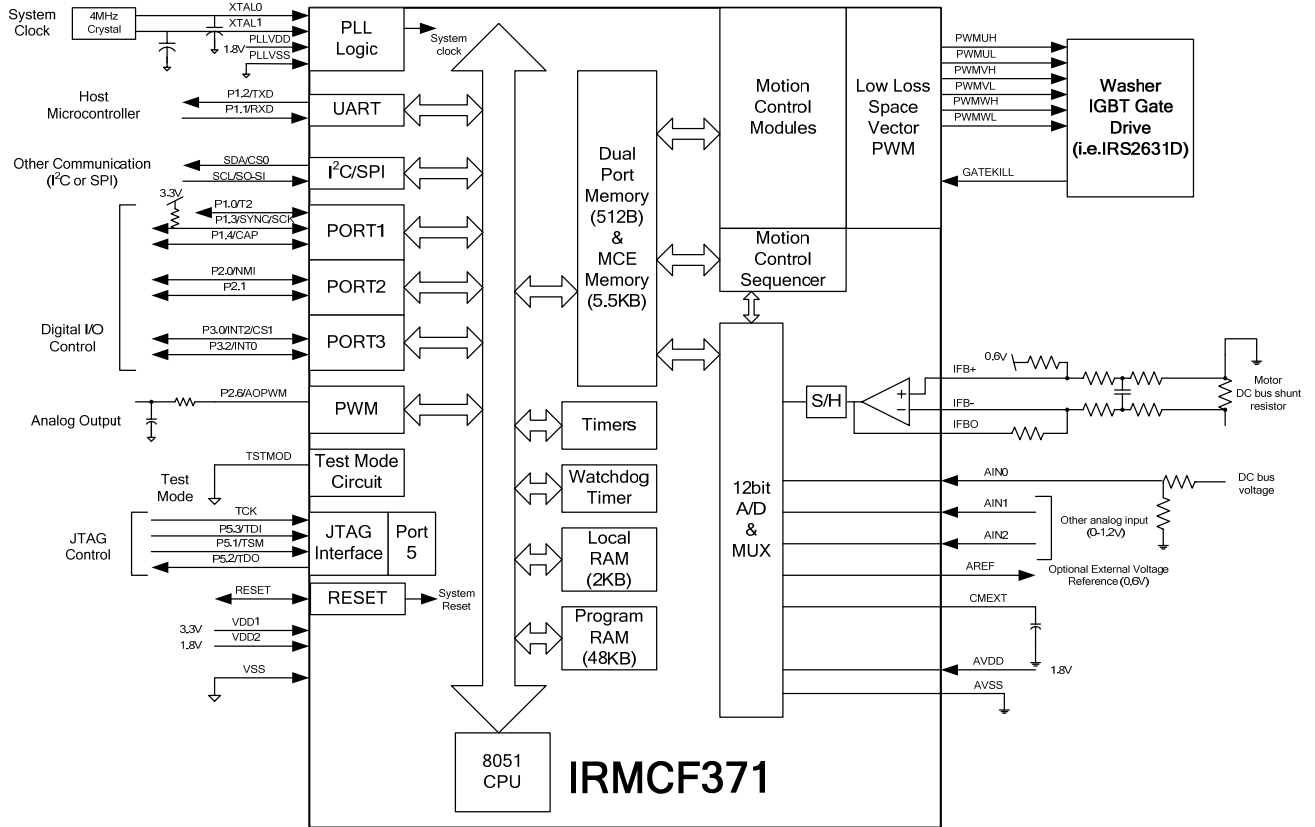 System
Clock
4MHz
Crystal
XTAL0
XTAL1
PLLVDD
1.8V
PLLVSS
PLL
Logic
System
clock
Host
Microcontroller
P1.2/TXD
P1.1/RXD
UART
Other Communication
(I²C or SPI)
SDA/CS0
SCL/SO-SI
I²C/SPI
3.3V
P1.0/T2
P1.3/SYNC/SCK
P1.4/CAP
PORT1
P2.0/NMI
P2.1
PORT2
Digital I/O
Control
P3.0/INT2/CS1
P3.2/INT0
PORT3
Analog Output
P2.6/AOPWM
PWM
Test
Mode
TSTMOD
Test Mode
Circuit
JTAG
Control
TCK
P5.3/TDI
P5.1/TSM
P5.2/TDO
JTAG
Interface
Port
5
RESET
RESET
System
Reset
3.3V
VDD1
1.8V
VDD2
VSS
8051
CPU
IRMCF371
Dual
Port
Memory
(512B)
&
MCE
Memory
(5.5KB)
Timers
Watchdog
Timer
Local
RAM
(2KB)
Program
RAM
(48KB)
Motion
Control
Modules
Low Loss
Space
Vector
PWM
Motion
Control
Sequencer
12bit
A/D
&
MUX
S/H
+
−
PWMUH
PWMUL
PWMVH
PWMVL
PWMWH
PWMWL
GATEKILL
Washer
IGBT Gate
Drive
(i.e.IRS2631D)
0.6V
IFB+
IFB-
IFBO
Motor
DC bus shunt
resistor
AIN0
DC bus
voltage
AIN1
AIN2
Other analog input
(0-1.2V)
AREF
Optional External Voltage
Reference (0.6V)
CMEXT
AVDD
1.8V
AVSS